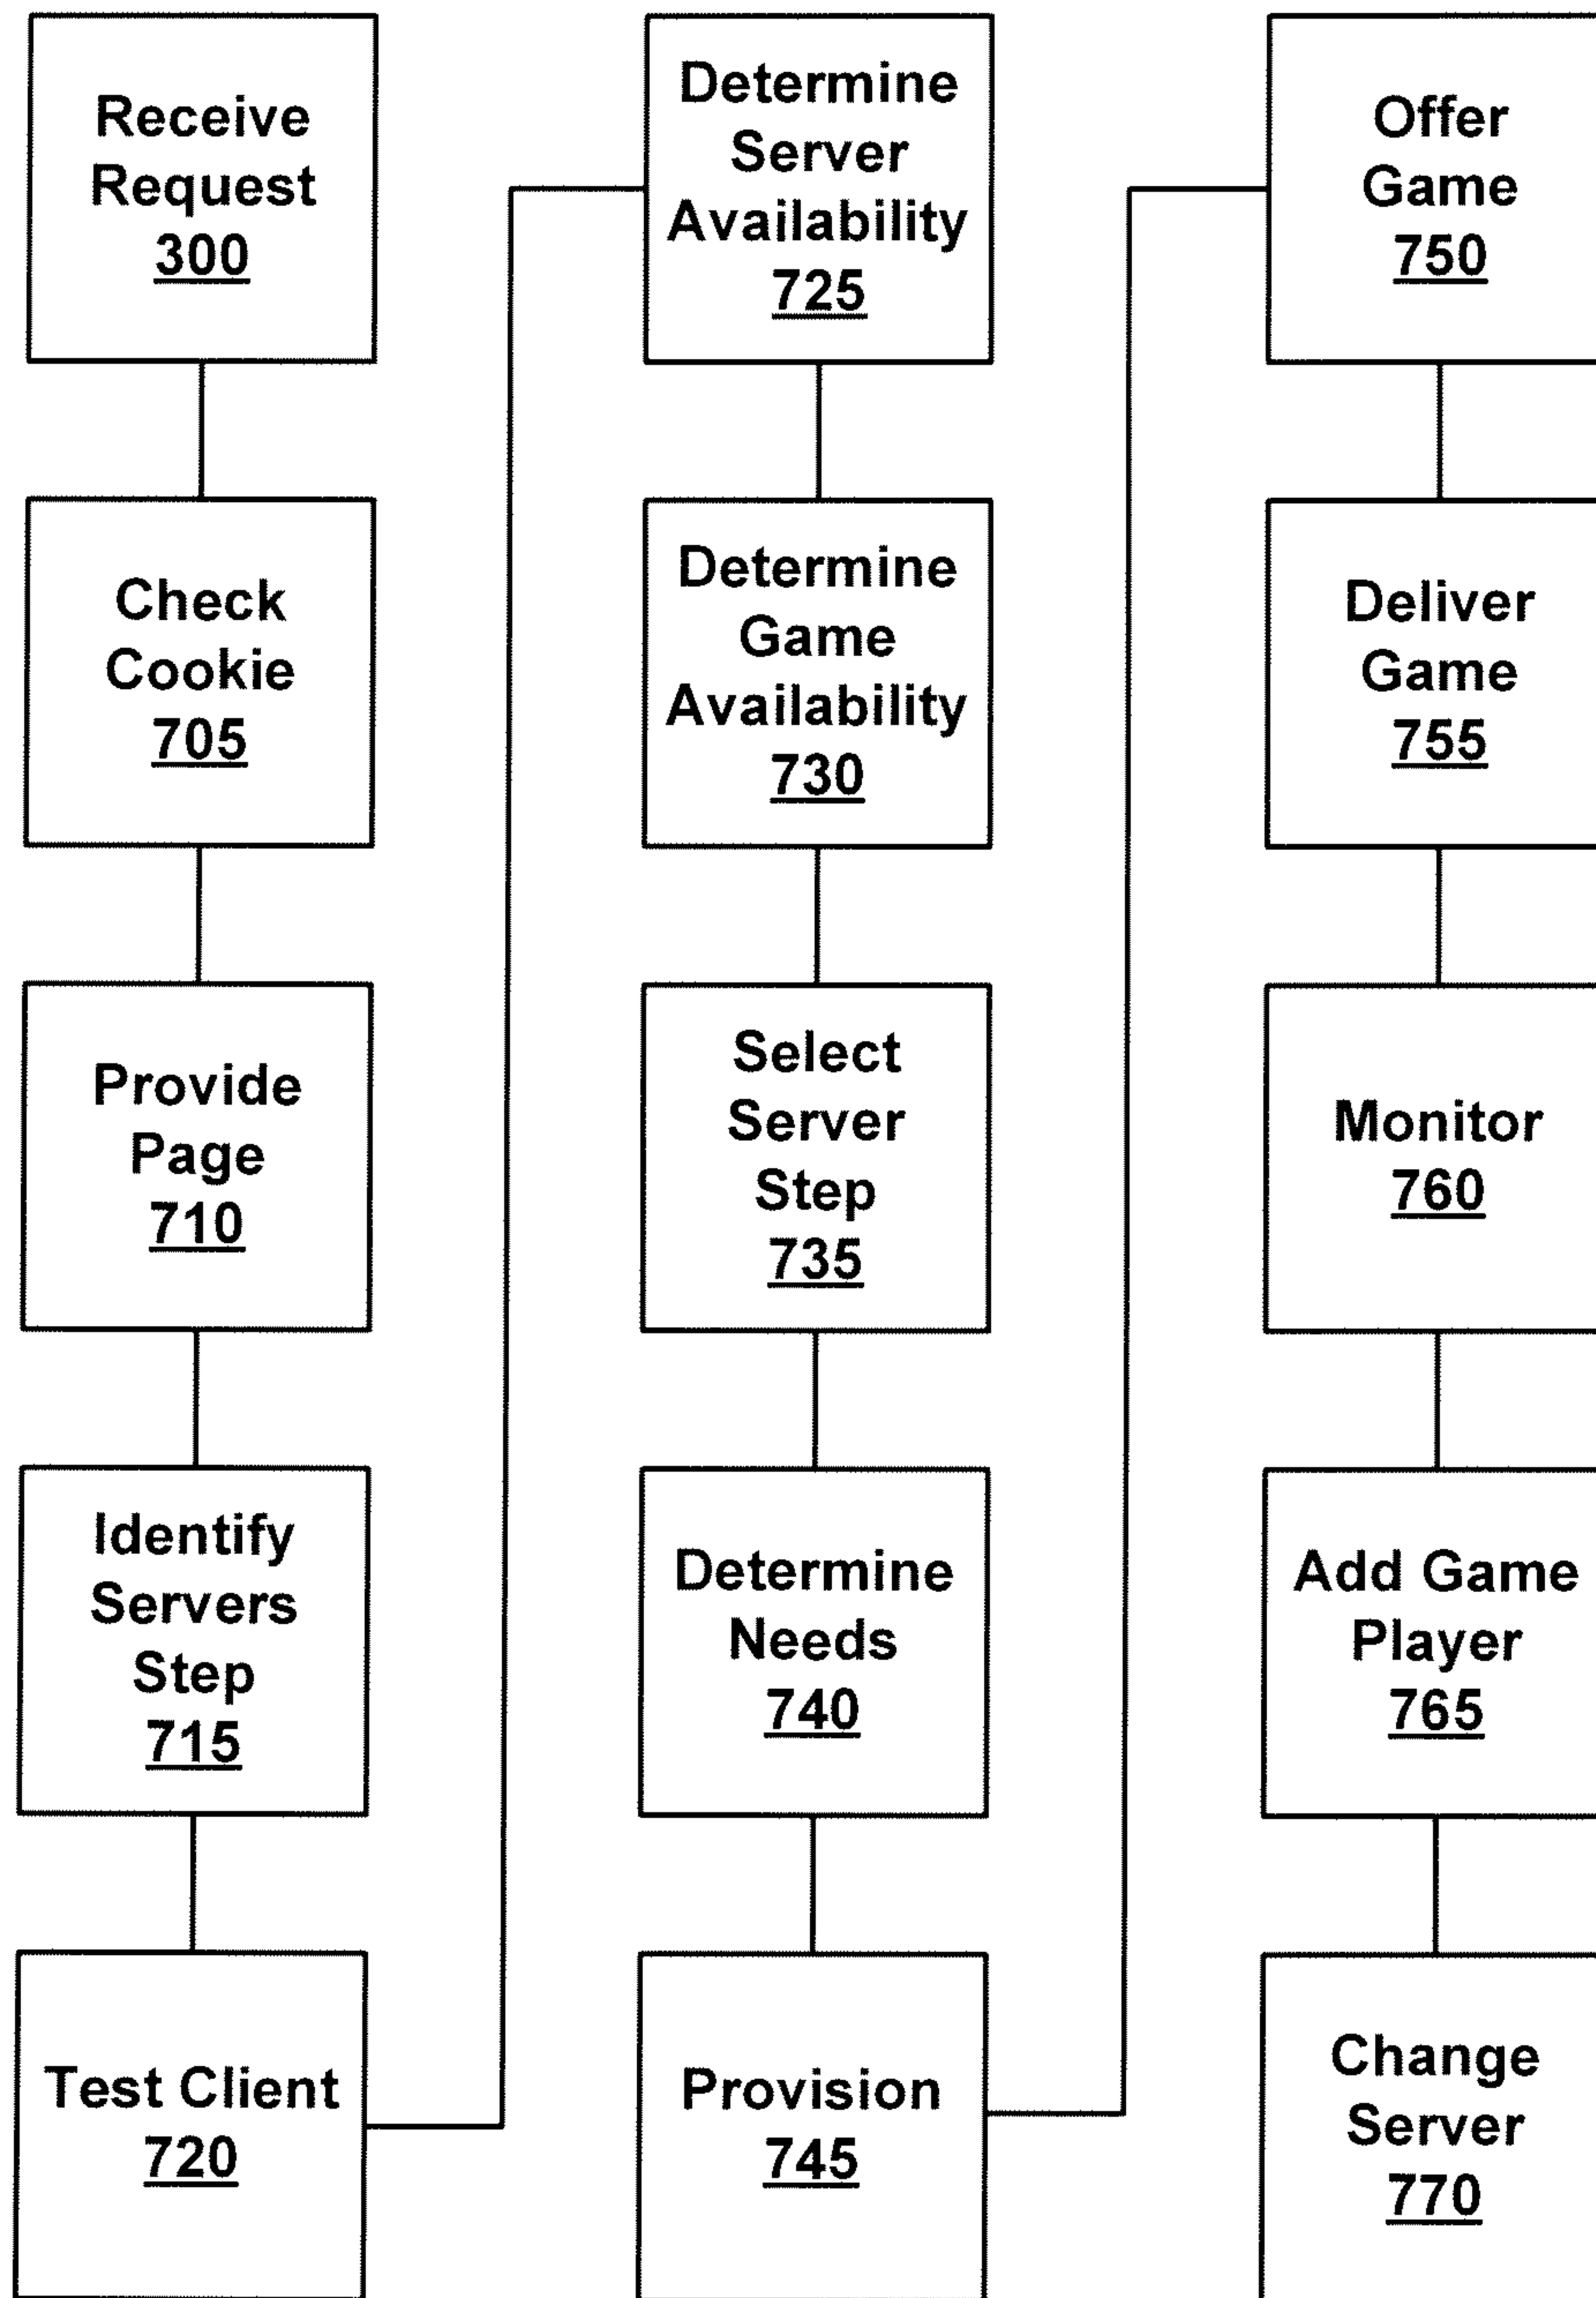 Receive
Request
300
Check
Cookie
705
Provide
Page
710
Identify
Servers
Step
715
Test Client
720
Determine
Server
Availability
725
Determine
Game
Availability
730
Select
Server
Step
735
Determine
Needs
740
Provision
745
Offer
Game
750
Deliver
Game
755
Monitor
760
Add Game
Player
765
Change
Server
770